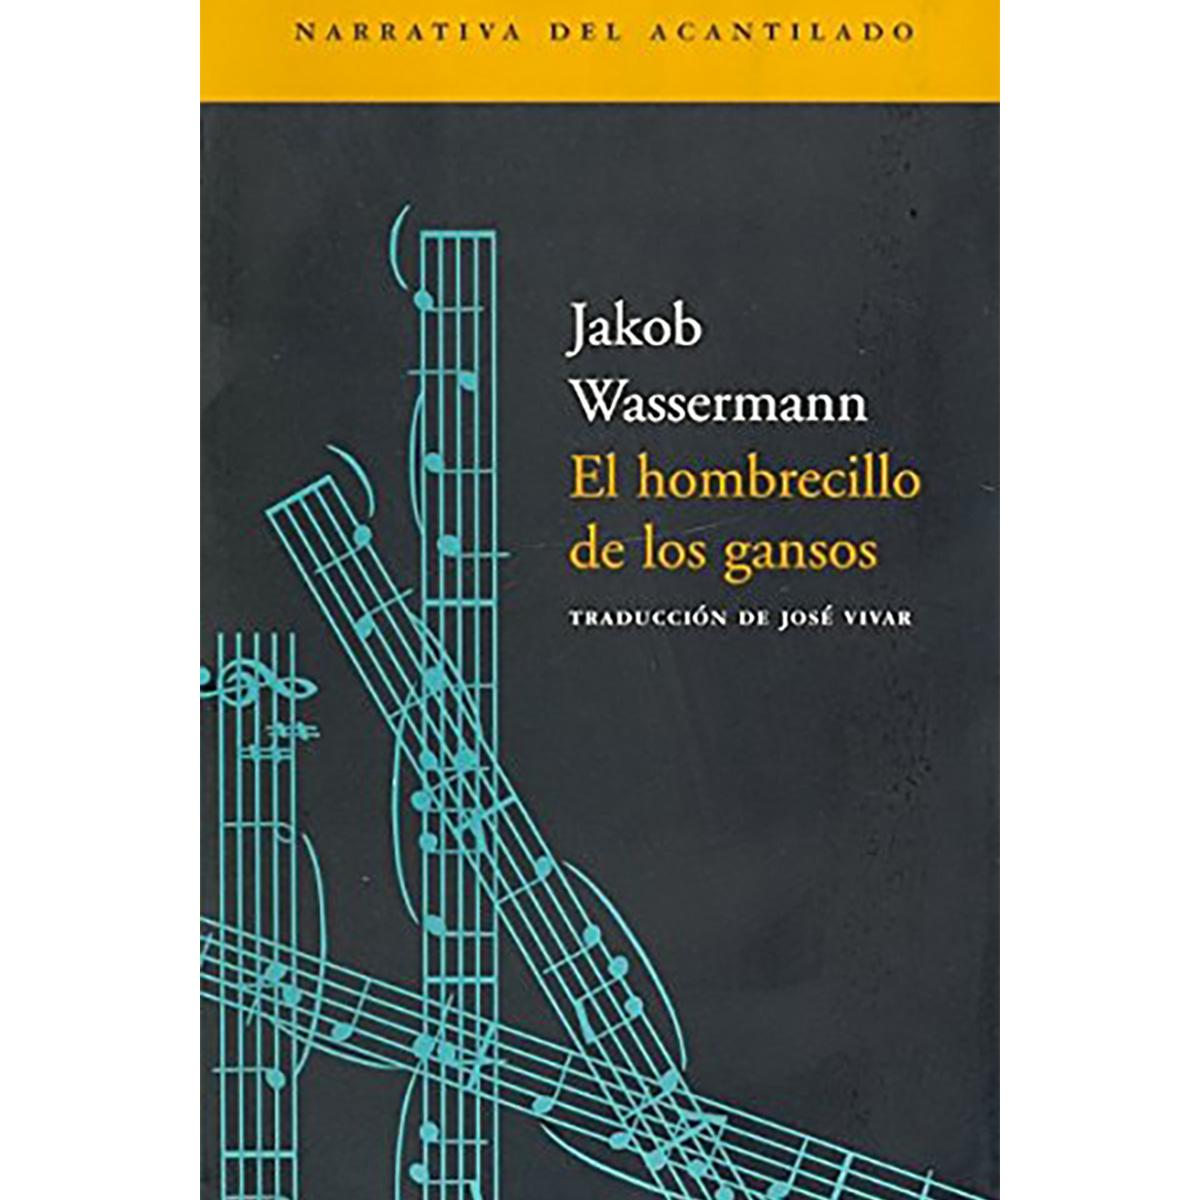 NARRATIVA DEL ACANTILADO
Jakob
Wassermann
El hombrecillo
de los gansos
TRADUCCIÓN DE JOSÉ VIVAR